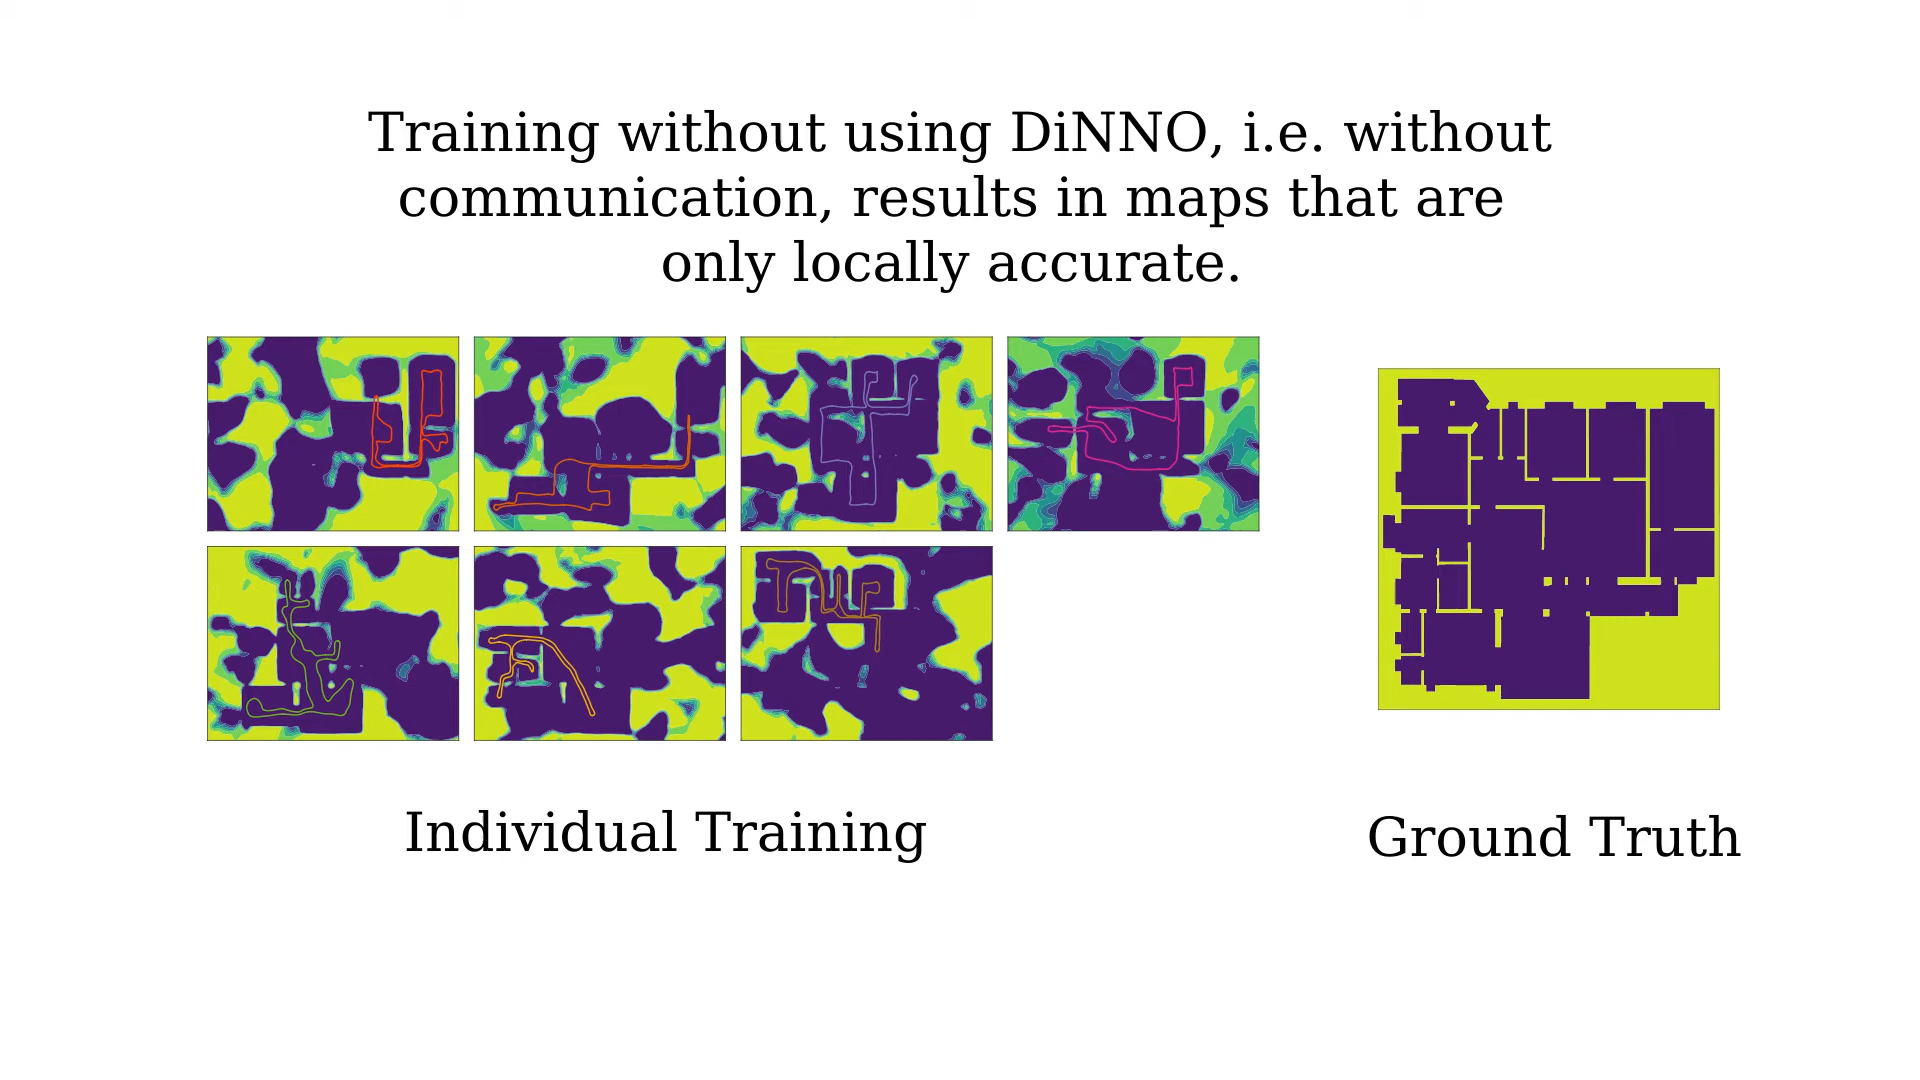 Training without using DiNNO, i.e. without
communication, results in maps that are
only locally accurate.
Individual Training
Ground Truth